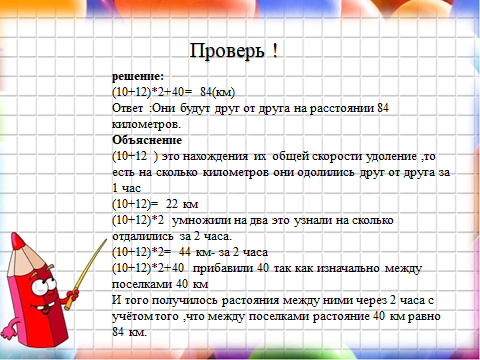 Проверь !
решение:
(10+12)*2+40= 84(км)
Ответ :Они будут друг от друга на расстоянии 84
километров.
Объяснение
(10+12 ) это нахождения их общей скорости удоление ,то
есть на сколько километров они одолились друг от друга за
1 час
(10+12)= 22 км
(10+12)*2 умножили на два это узнали на сколько
отдалились за 2 часа.
(10+12)*2= 44 км- за 2 часа
(10+12)*2+40 прибавили 40 так как изначально между
поселками 40 км
И того получилось растояния между ними через 2 часа с
учётом того ,что между поселками растояние 40 км равно
84 км.